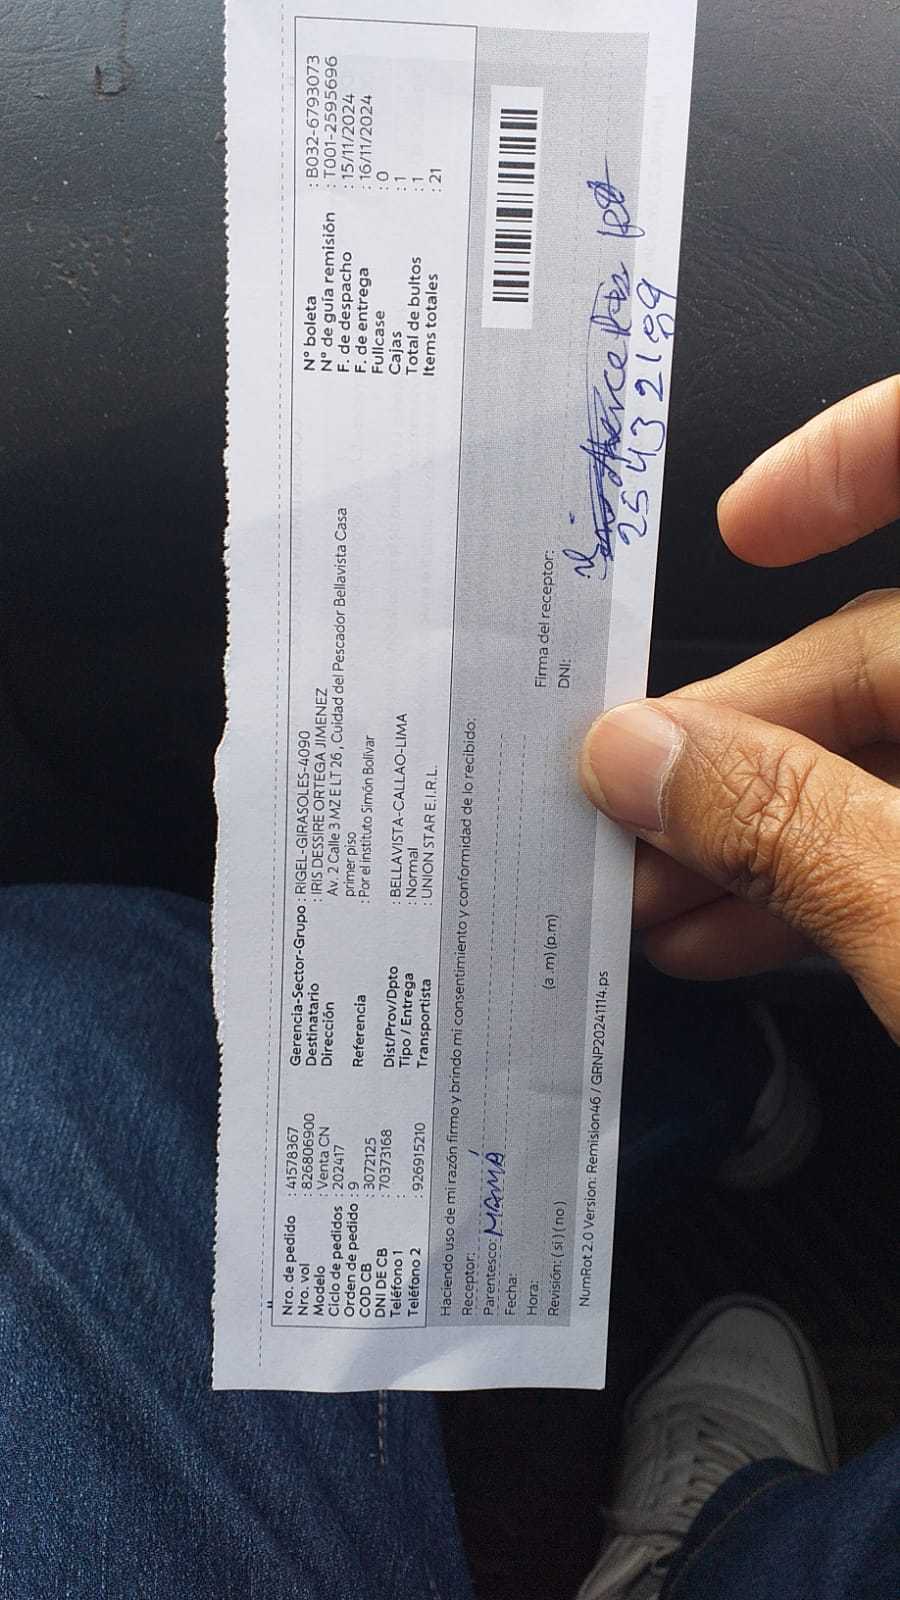 Nro. de pedido : 41578367
Nro. vol : 826806900
Modelo : Venta CN
Ciclo de pedidos : 202417
Orden de pedido : 9
COD CB : 3072125
DNI DE CB : 70373168
Teléfono 1 :
Teléfono 2 : 926915210
Gerencia-Sector-Grupo : RIGEL-GIRASOLES-4090
Destinatario : IRIS DESSIRE ORTEGA JIMENEZ
Dirección Av. 2 Calle 3 MZ E LT 26 , Cuidad del Pescador Bellavista Casa
primer piso
Referencia : Por el instituto Simón Bolívar
Dist/Prov/Dpto : BELLAVISTA-CALLAO-LIMA
Tipo / Entrega : Normal
Transportista : UNION STAR E.I.R.L.
N° boleta : B032-6793073
N° de guía remisión : T001-2595696
F. de despacho : 15/11/2024
F. de entrega : 16/11/2024
Fullcase : 0
Cajas : 1
Total de bultos : 1
Items totales : 21
Haciendo uso de mi razón firmo y brindo mi consentimiento y conformidad de lo recibido:
Receptor:
Parentesco: MAMÁ
Fecha:
Hora: (a .m) (p.m)
Revisión: ( si ) ( no )
Firma del receptor:
DNI: 25432199
NumRot 2.0 Version: Remision46 / GRNP20241114.ps